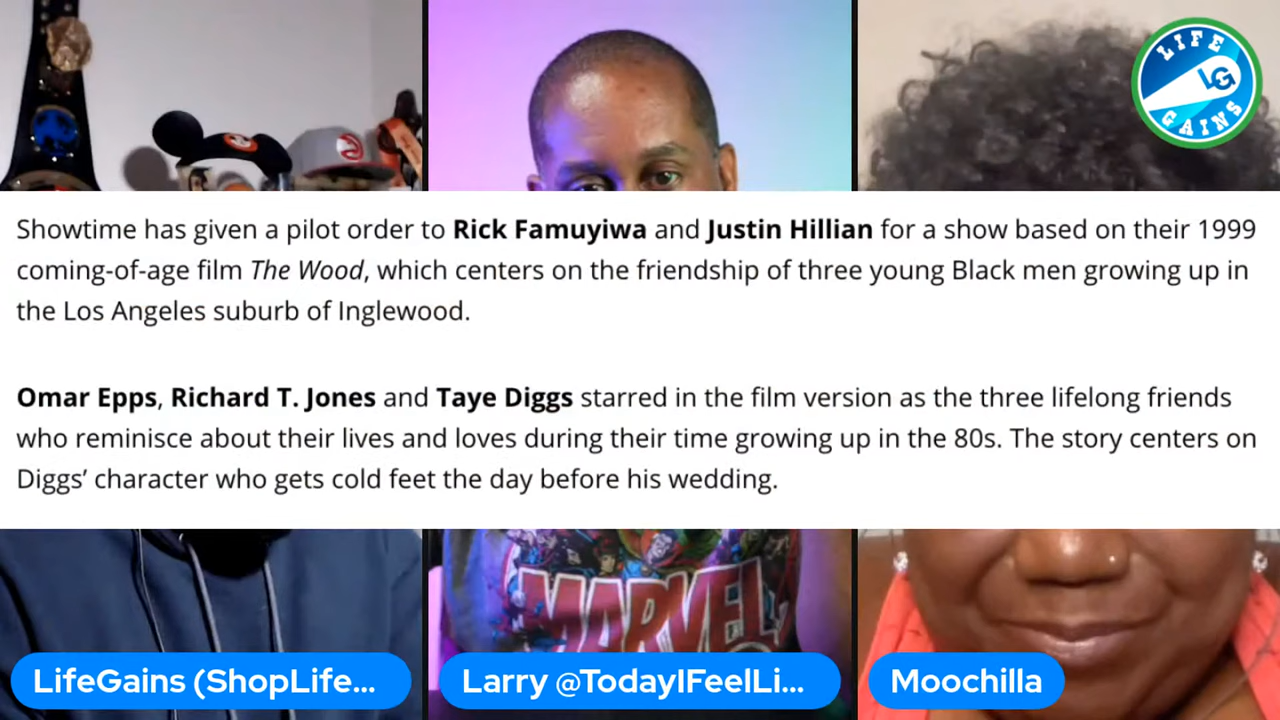 LIFE
LG
GAINS
Showtime has given a pilot order to Rick Famuyiwa and Justin Hillian for a show based on their 1999
coming-of-age film The Wood, which centers on the friendship of three young Black men growing up in
the Los Angeles suburb of Inglewood.
Omar Epps, Richard T. Jones and Taye Diggs starred in the film version as the three lifelong friends
who reminisce about their lives and loves during their time growing up in the 80s. The story centers on
Diggs’ character who gets cold feet the day before his wedding.
MARVEL
LifeGains (ShopLife...
Larry @TodayIFeelLi...
Moochilla